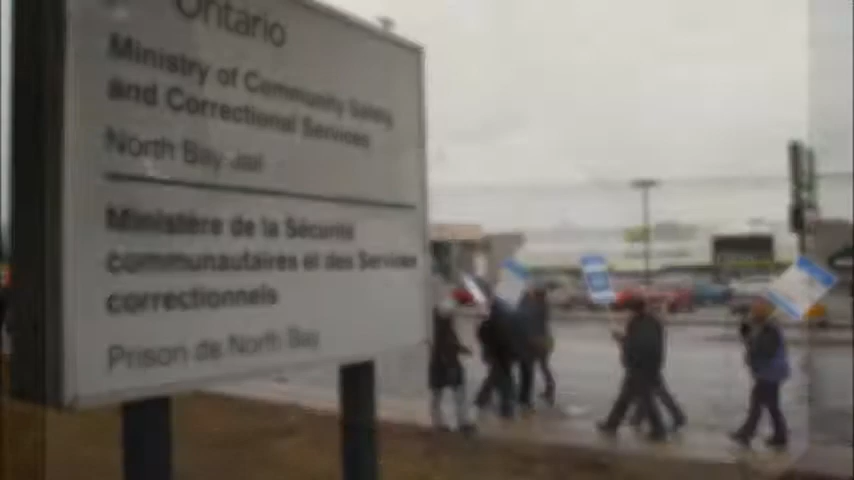 Ontario
Ministry of Community Safety
and Correctional Services
North Bay Jail
Ministère de la Sécurité
communautaires et des Services
correctionnels
Prison de North Bay